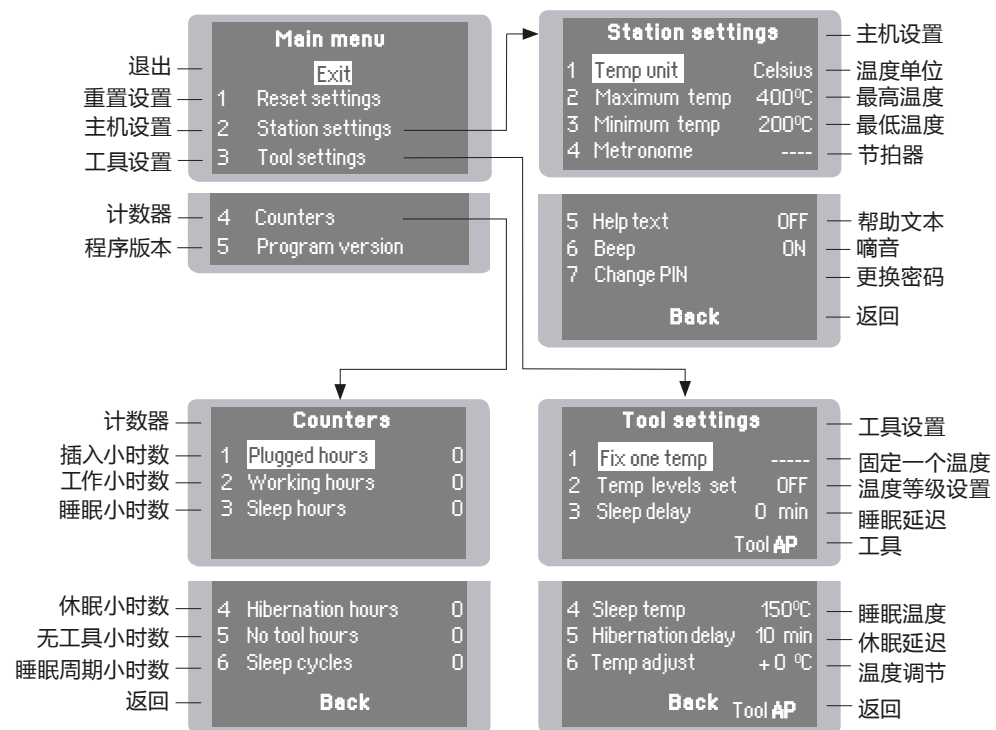 Main menu
退出
Exit
重置设置 1 Reset settings
主机设置 2 Station settings
工具设置 3 Tool settings
计数器 4 Counters
程序版本 5 Program version
Station settings 主机设置
1 Temp unit Celsius 温度单位
2 Maximum temp 400ºC 最高温度
3 Minimum temp 200ºC 最低温度
4 Metronome ---- 节拍器
5 Help text OFF 帮助文本
6 Beep ON 嘀音
7 Change PIN 更换密码
Back 返回
计数器 Counters
插入小时数 1 Plugged hours 0
工作小时数 2 Working hours 0
睡眠小时数 3 Sleep hours 0
休眠小时数 4 Hibernation hours 0
无工具小时数 5 No tool hours 0
睡眠周期小时数 6 Sleep cycles 0
返回 Back
Tool settings 工具设置
1 Fix one temp ----- 固定一个温度
2 Temp levels set OFF 温度等级设置
3 Sleep delay 0 min 睡眠延迟
Tool AP 工具
4 Sleep temp 150ºC 睡眠温度
5 Hibernation delay 10 min 休眠延迟
6 Temp adjust +0 ºC 温度调节
Back Tool AP 返回